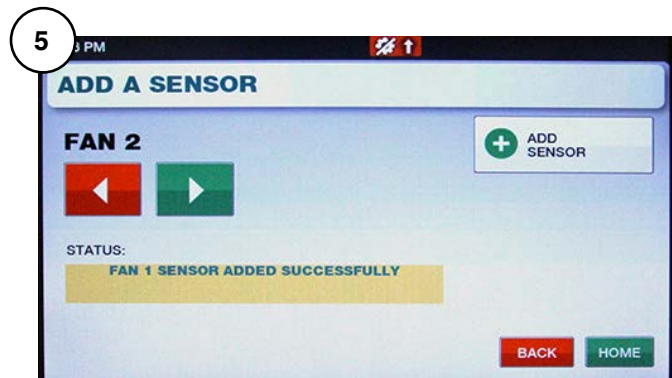 5
PM
ADD A SENSOR
FAN 2
ADD
SENSOR
STATUS:
FAN 1 SENSOR ADDED SUCCESSFULLY
BACK
HOME